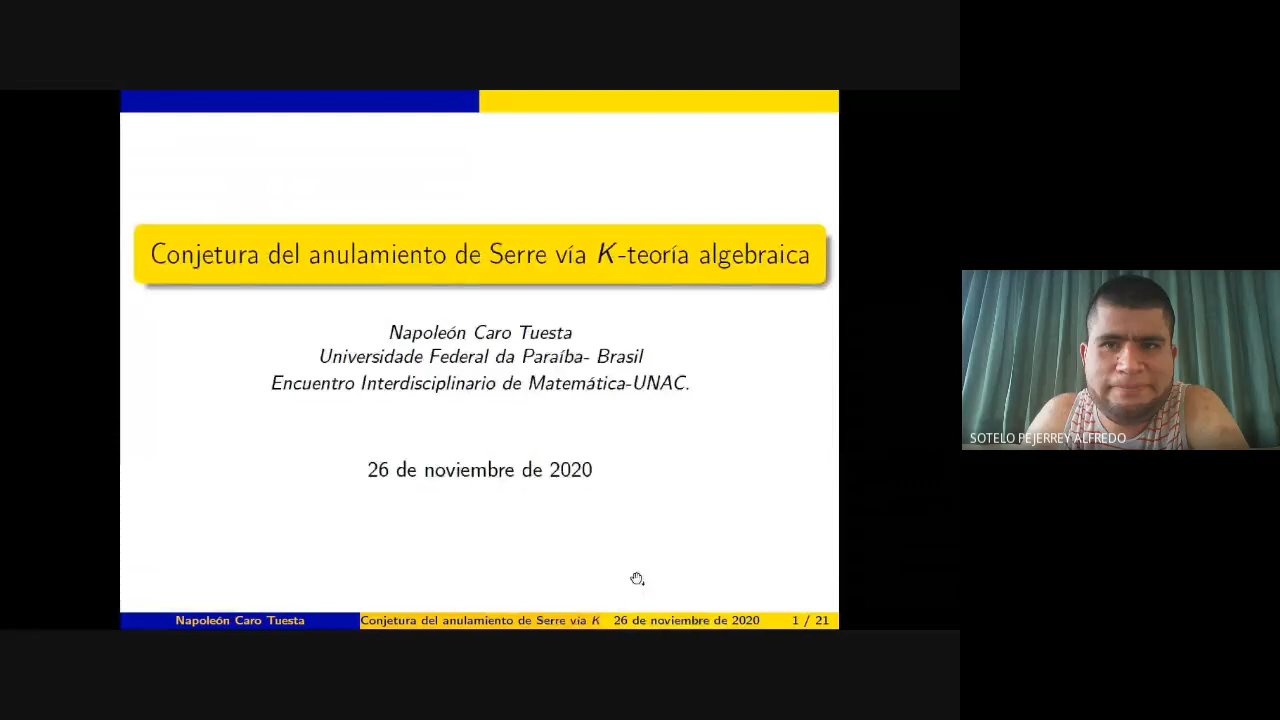 Conjetura del anulamiento de Serre vía K-teoría algebraica
Napoleón Caro Tuesta
Universidade Federal da Paraíba- Brasil
Encuentro Interdisciplinario de Matemática-UNAC.
26 de noviembre de 2020
Napoleón Caro Tuesta Conjetura del anulamiento de Serre vía K 26 de noviembre de 2020 1 / 21
SOTELO PEJERREY ALFREDO